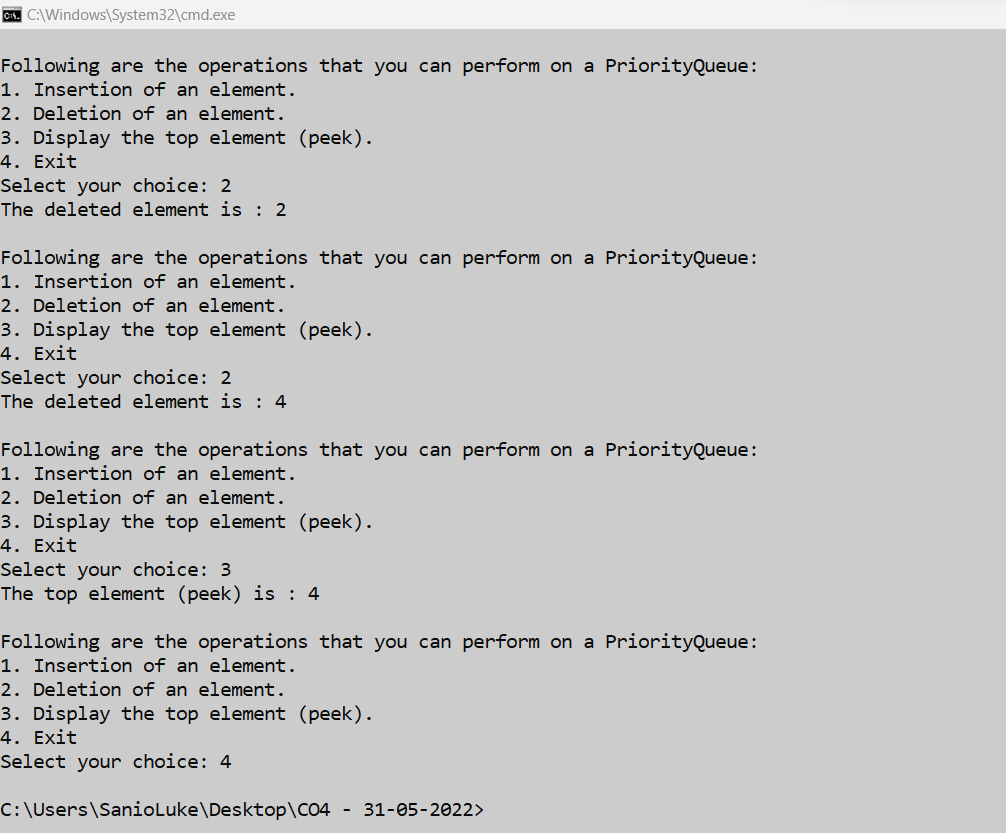 C:\Windows\System32\cmd.exe
Following are the operations that you can perform on a PriorityQueue:
1. Insertion of an element.
2. Deletion of an element.
3. Display the top element (peek).
4. Exit
Select your choice: 2
The deleted element is : 2
Following are the operations that you can perform on a PriorityQueue:
1. Insertion of an element.
2. Deletion of an element.
3. Display the top element (peek).
4. Exit
Select your choice: 2
The deleted element is : 4
Following are the operations that you can perform on a PriorityQueue:
1. Insertion of an element.
2. Deletion of an element.
3. Display the top element (peek).
4. Exit
Select your choice: 3
The top element (peek) is : 4
Following are the operations that you can perform on a PriorityQueue:
1. Insertion of an element.
2. Deletion of an element.
3. Display the top element (peek).
4. Exit
Select your choice: 4
C:\Users\SanioLuke\Desktop\CO4 - 31-05-2022>